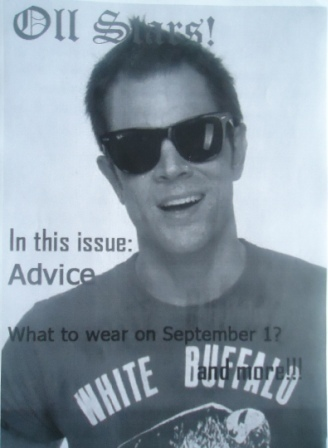 Oll Stars!
In this issue:
Advice
What to wear on September 1?
and more!!!
WHITE BUFFALO